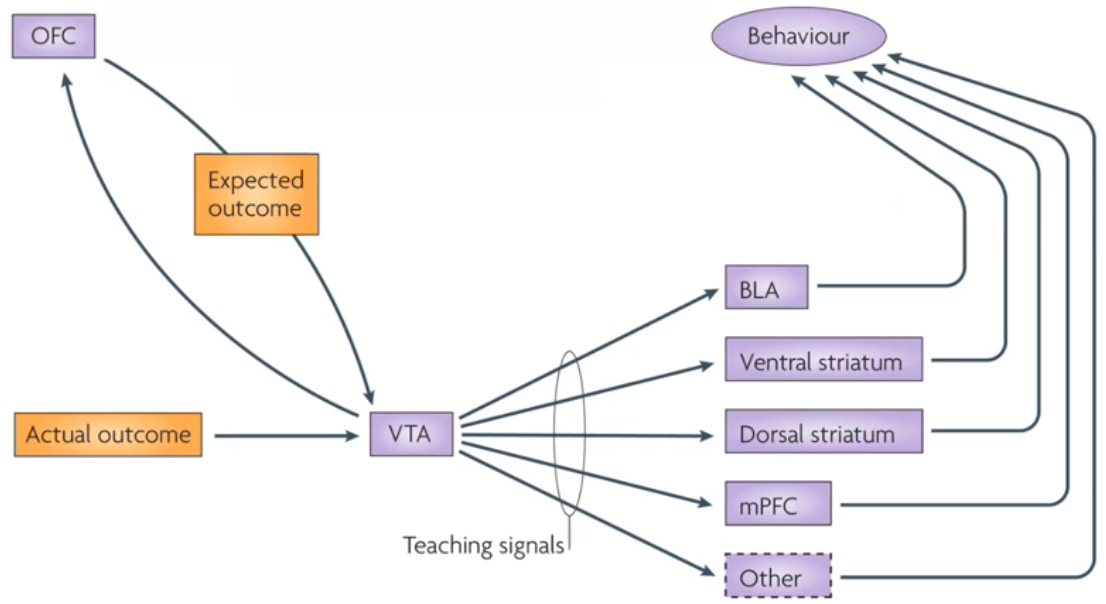 OFC
Behaviour
Expected
outcome
BLA
Ventral striatum
Actual outcome
VTA
Dorsal striatum
mPFC
Teaching signals
Other